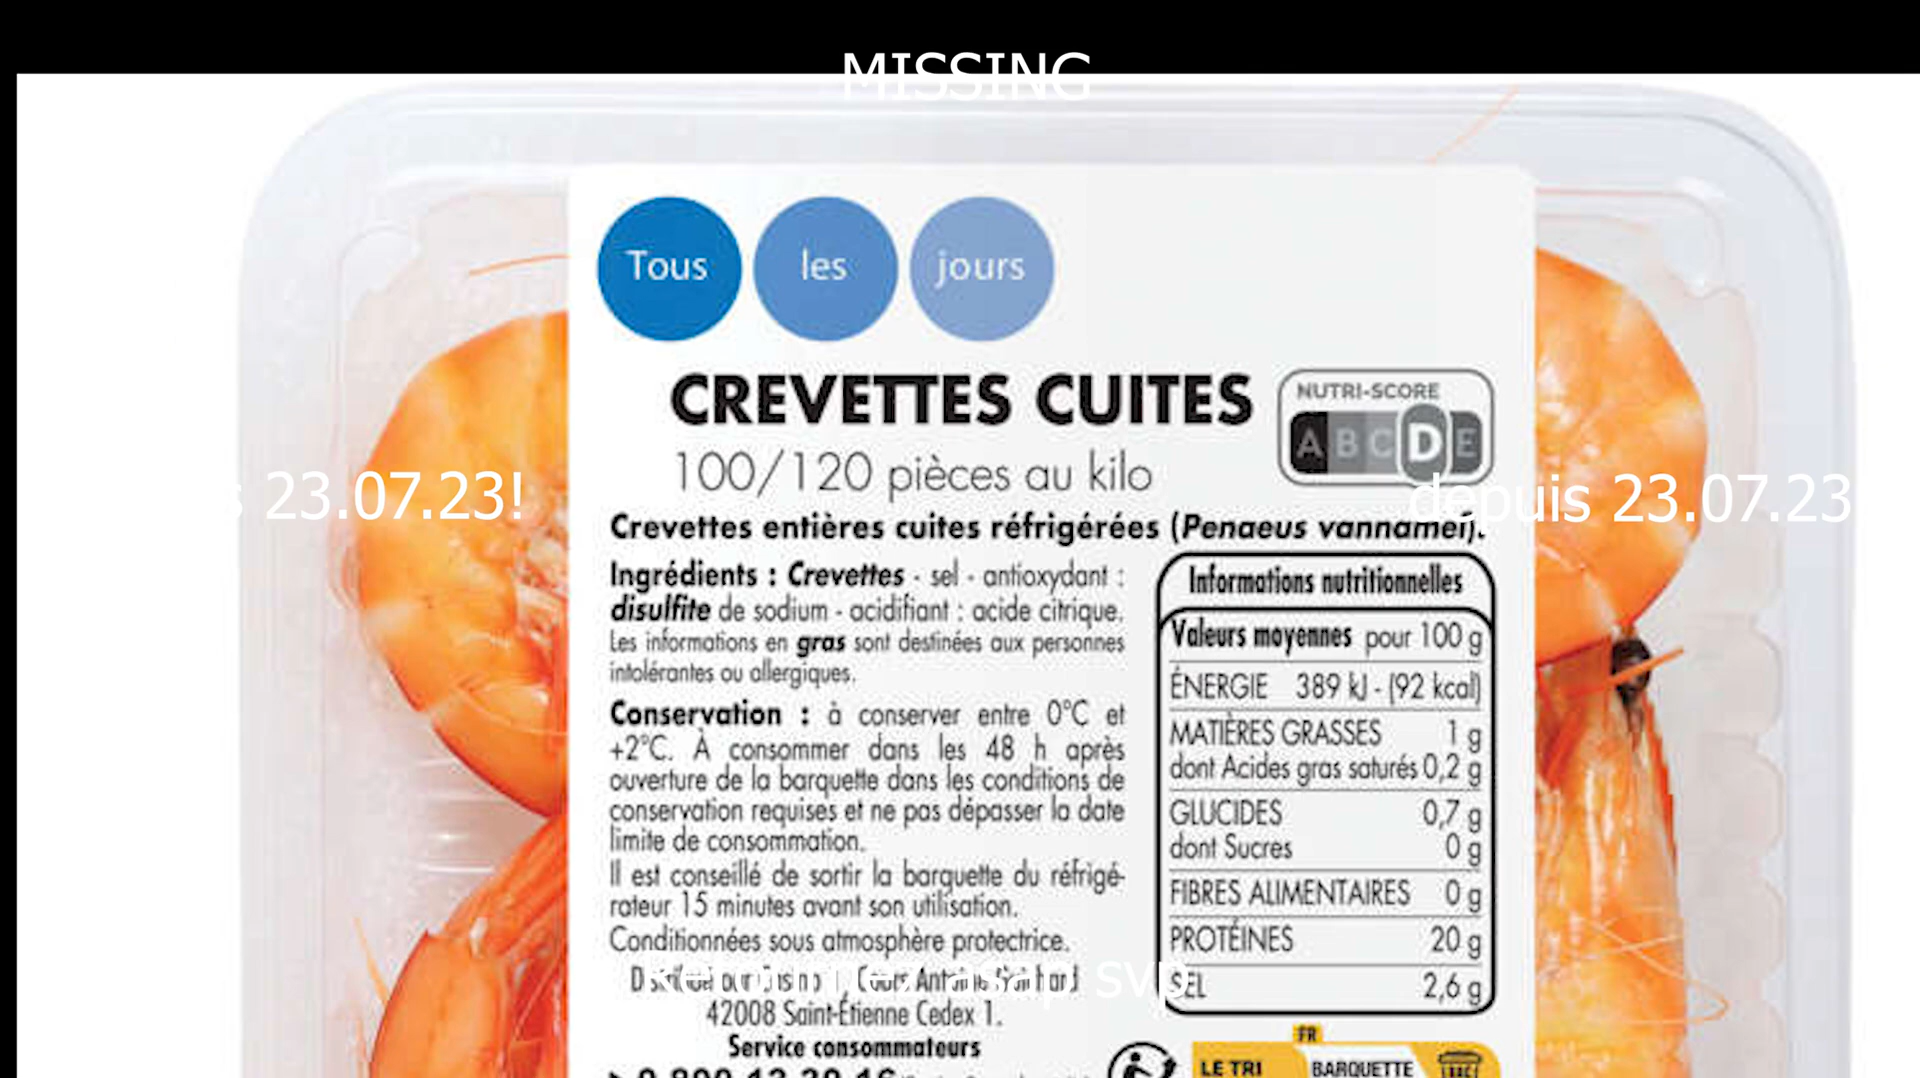 MISSING
Tous les jours
CREVETTES CUITES
NUTRI-SCORE
A B C D E
100/120 pièces au kilo
23.07.23!
depuis 23.07.23
Crevettes entières cuites réfrigérées (Penaeus vannamei).
Ingrédients : Crevettes - sel - antioxydant :
disulfite de sodium - acidifiant : acide citrique.
Les informations en gras sont destinées aux personnes
intolérantes ou allergiques.
Conservation : à conserver entre 0°C et
+2°C. À consommer dans les 48 h après
ouverture de la barquette dans les conditions de
conservation requises et ne pas dépasser la date
limite de consommation.
Il est conseillé de sortir la barquette du réfrigé-
rateur 15 minutes avant son utilisation.
Conditionnées sous atmosphère protectrice.
asap svp
42008 Saint-Étienne Cedex 1.
Service consommateurs
Informations nutritionnelles
Valeurs moyennes pour 100 g
ÉNERGIE 389 kJ - (92 kcal)
MATIÈRES GRASSES 1 g
dont Acides gras saturés 0,2 g
GLUCIDES 0,7 g
dont Sucres 0 g
FIBRES ALIMENTAIRES 0 g
PROTÉINES 20 g
SEL 2,6 g
FR
LE TRI
BARQUETTE